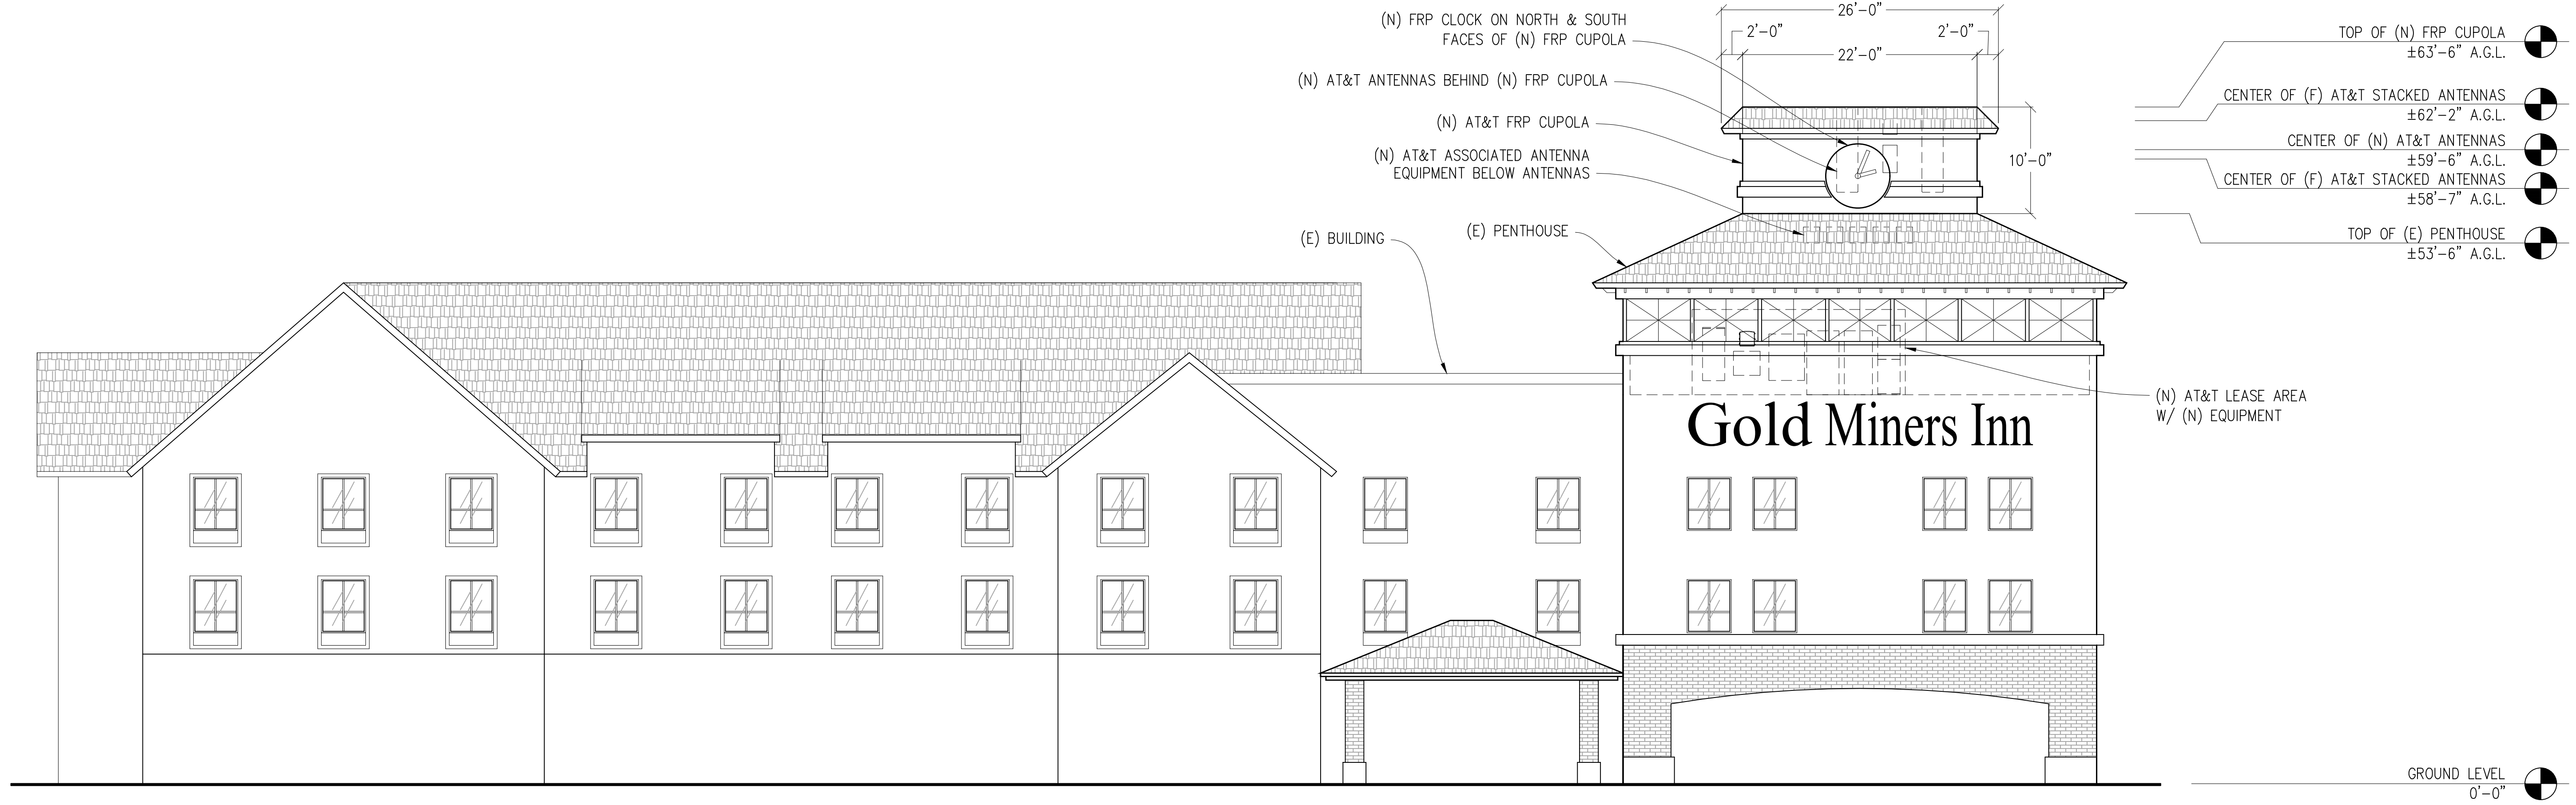 (N) FRP CLOCK ON NORTH & SOUTH
FACES OF (N) FRP CUPOLA
(N) AT&T ANTENNAS BEHIND (N) FRP CUPOLA
(N) AT&T FRP CUPOLA
(N) AT&T ASSOCIATED ANTENNA
EQUIPMENT BELOW ANTENNAS
(E) BUILDING
(E) PENTHOUSE
26'-0"
2'-0"
2'-0"
22'-0"
10'-0"
TOP OF (N) FRP CUPOLA
±63'-6" A.G.L.
CENTER OF (F) AT&T STACKED ANTENNAS
±62'-2" A.G.L.
CENTER OF (N) AT&T ANTENNAS
±59'-6" A.G.L.
CENTER OF (F) AT&T STACKED ANTENNAS
±58'-7" A.G.L.
TOP OF (E) PENTHOUSE
±53'-6" A.G.L.
(N) AT&T LEASE AREA
W/ (N) EQUIPMENT
Gold Miners Inn
GROUND LEVEL
0'-0"